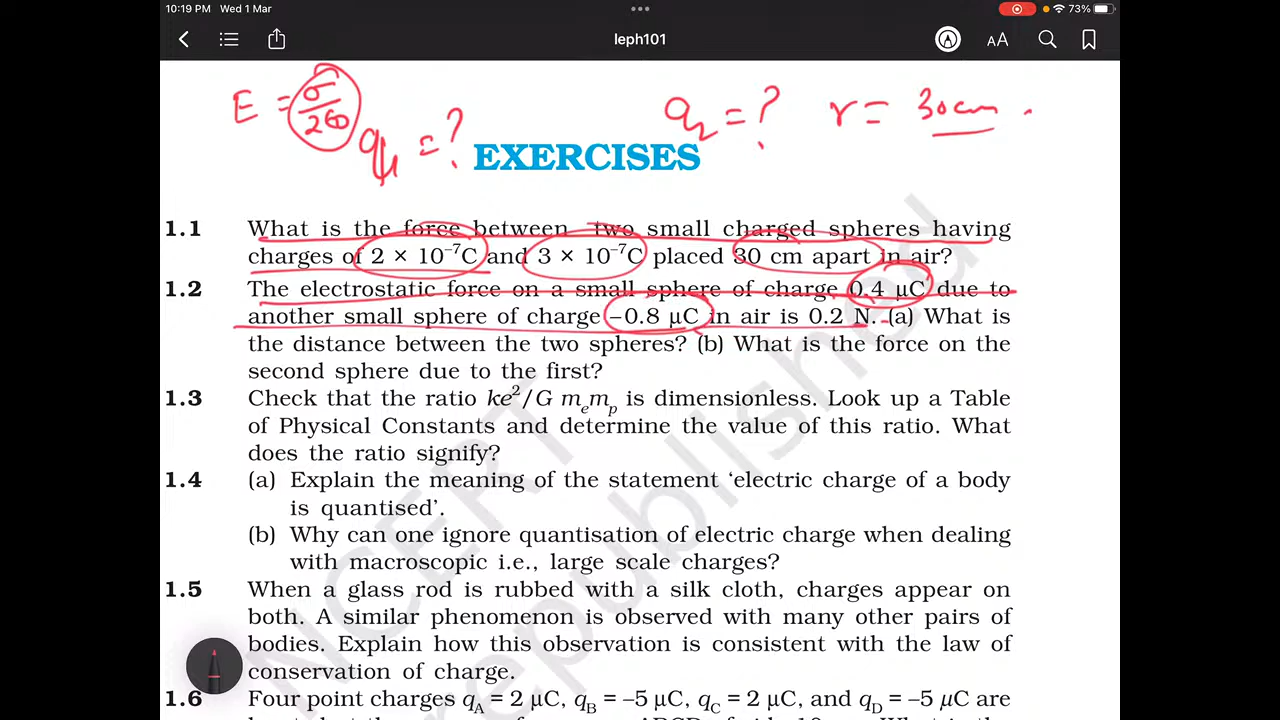 10:19 PM Wed 1 Mar
73%
leph101
AA
E = σ/2ε0
q1 = ?
q2 = ?
r = 30cm.
EXERCISES
1.1 What is the force between two small charged spheres having
charges of 2 × 10⁻⁷C and 3 × 10⁻⁷C placed 30 cm apart in air?
1.2 The electrostatic force on a small sphere of charge 0.4 μC due to
another small sphere of charge –0.8 μC in air is 0.2 N. (a) What is
the distance between the two spheres? (b) What is the force on the
second sphere due to the first?
1.3 Check that the ratio ke²/G mₑmₚ is dimensionless. Look up a Table
of Physical Constants and determine the value of this ratio. What
does the ratio signify?
1.4 (a) Explain the meaning of the statement ‘electric charge of a body
is quantised’.
(b) Why can one ignore quantisation of electric charge when dealing
with macroscopic i.e., large scale charges?
1.5 When a glass rod is rubbed with a silk cloth, charges appear on
both. A similar phenomenon is observed with many other pairs of
bodies. Explain how this observation is consistent with the law of
conservation of charge.
1.6 Four point charges qA = 2 μC, qB = –5 μC, qC = 2 μC, and qD = –5 μC are
NCERT
republished